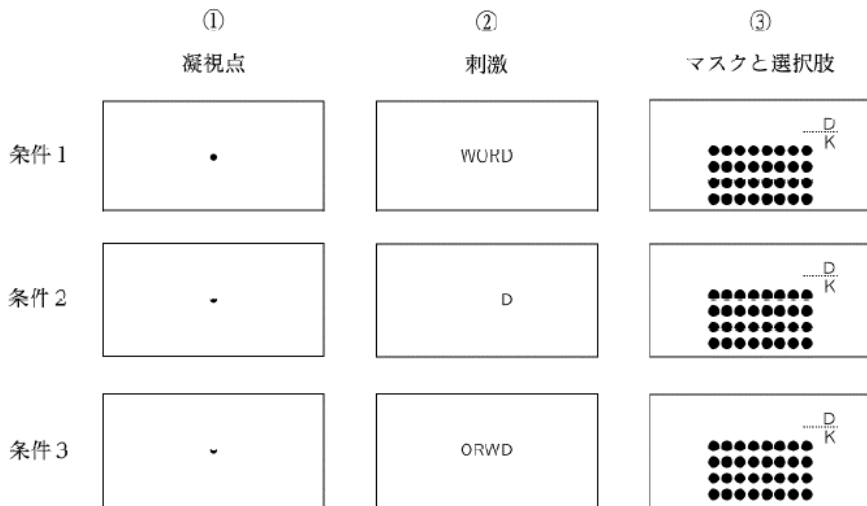 ① ② ③
凝視点 刺激 マスクと選択肢
条件1 WORD D
K
条件2 D D
K
条件3 ORWD D
K